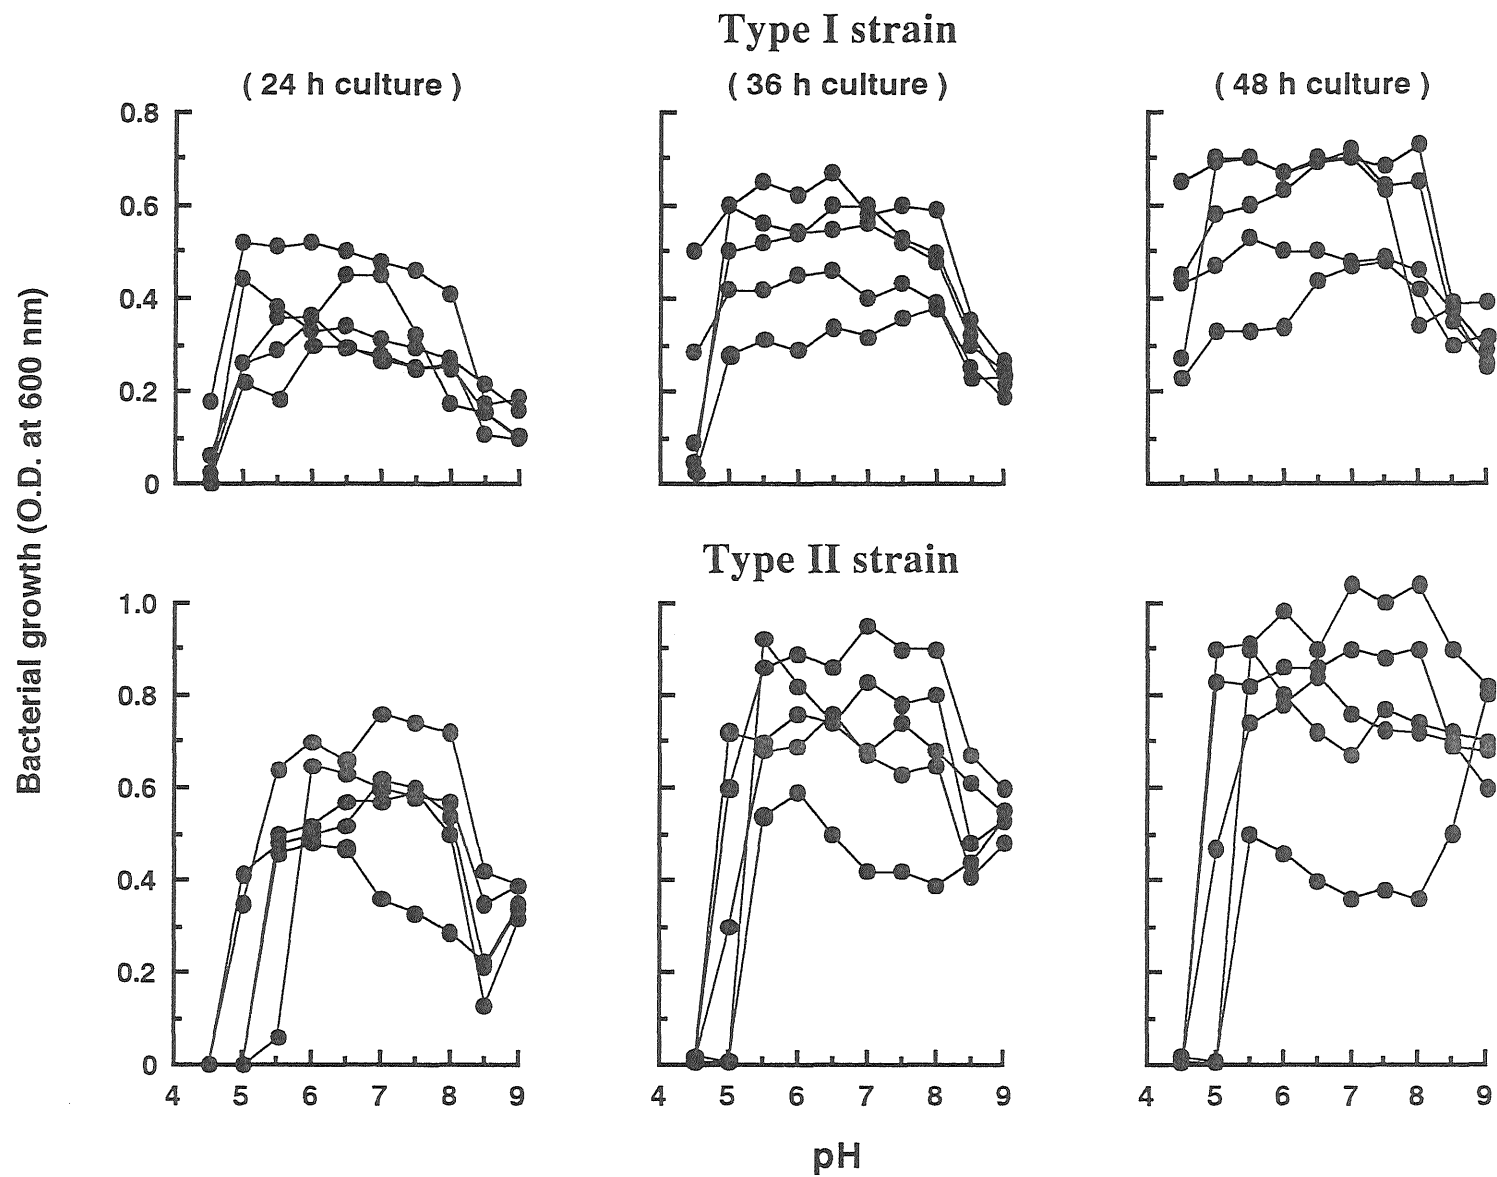 Type I strain
( 24 h culture )
( 36 h culture )
( 48 h culture )
0.8
0.6
0.4
0.2
0
Bacterial growth (O.D. at 600 nm)
Type II strain
1.0
0.8
0.6
0.4
0.2
0
4 5 6 7 8 9
4 5 6 7 8 9
4 5 6 7 8 9
pH